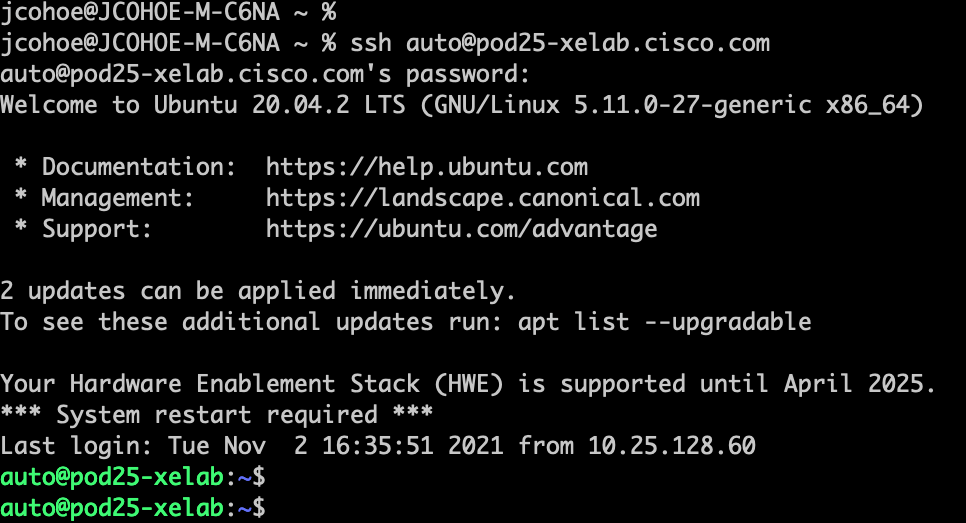 jcohoe@JCOHOE-M-C6NA ~ %
jcohoe@JCOHOE-M-C6NA ~ % ssh auto@pod25-xelab.cisco.com
auto@pod25-xelab.cisco.com's password:
Welcome to Ubuntu 20.04.2 LTS (GNU/Linux 5.11.0-27-generic x86_64)
 * Documentation:  https://help.ubuntu.com
 * Management:     https://landscape.canonical.com
 * Support:        https://ubuntu.com/advantage
2 updates can be applied immediately.
To see these additional updates run: apt list --upgradable
Your Hardware Enablement Stack (HWE) is supported until April 2025.
*** System restart required ***
Last login: Tue Nov  2 16:35:51 2021 from 10.25.128.60
auto@pod25-xelab:~$
auto@pod25-xelab:~$